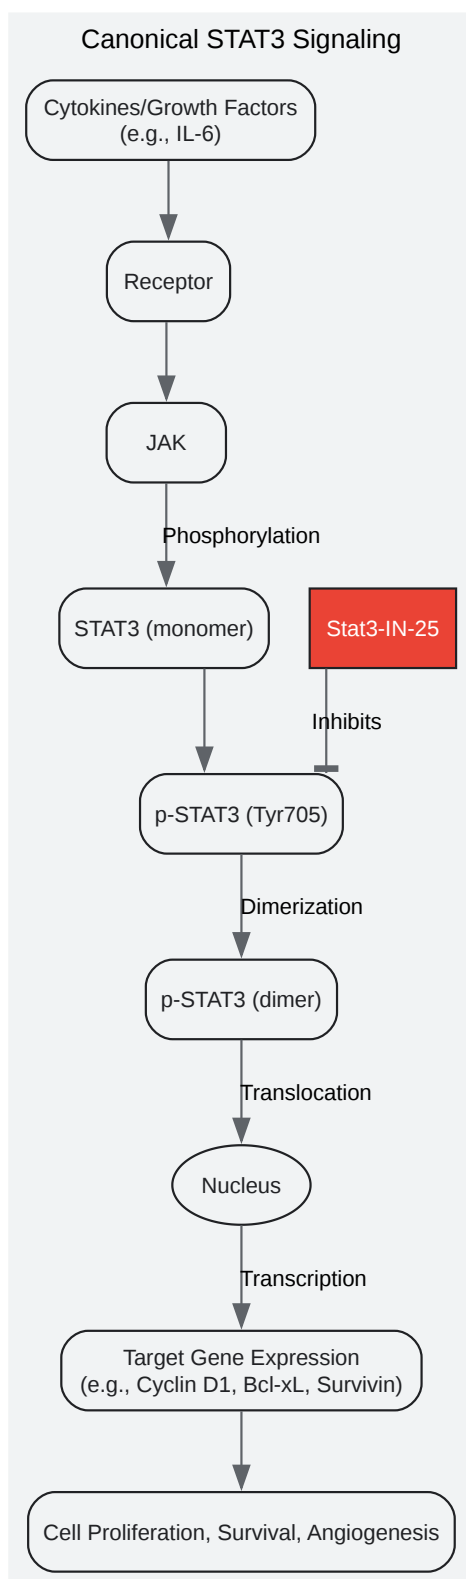 Canonical STAT3 Signaling
Cytokines/Growth Factors
(e.g., IL-6)
Receptor
JAK
Phosphorylation
STAT3 (monomer)
Stat3-IN-25
Inhibits
p-STAT3 (Tyr705)
Dimerization
p-STAT3 (dimer)
Translocation
Nucleus
Transcription
Target Gene Expression
(e.g., Cyclin D1, Bcl-xL, Survivin)
Cell Proliferation, Survival, Angiogenesis